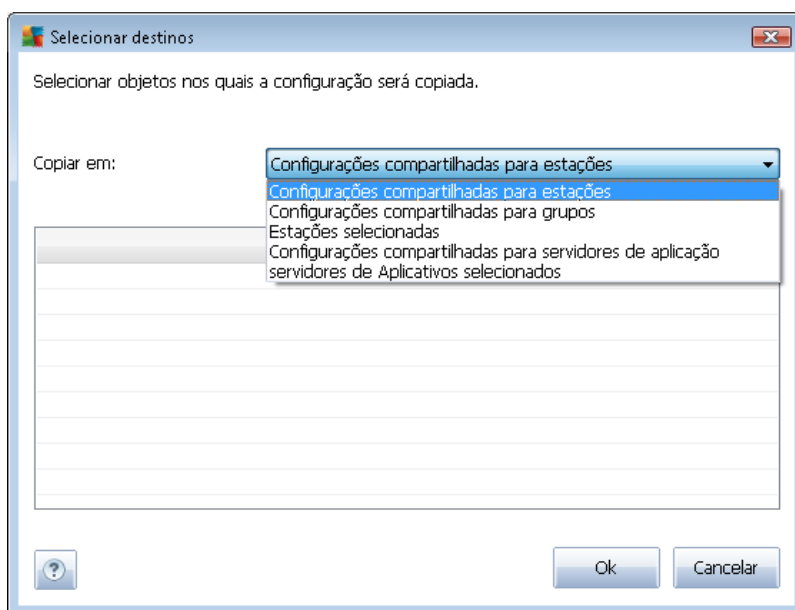 Selecionar destinos
Selecionar objetos nos quais a configuração será copiada.
Copiar em:
Configurações compartilhadas para estações
Configurações compartilhadas para estações
Configurações compartilhadas para grupos
Estações selecionadas
Configurações compartilhadas para servidores de aplicação
servidores de Aplicativos selecionados
?
Ok
Cancelar